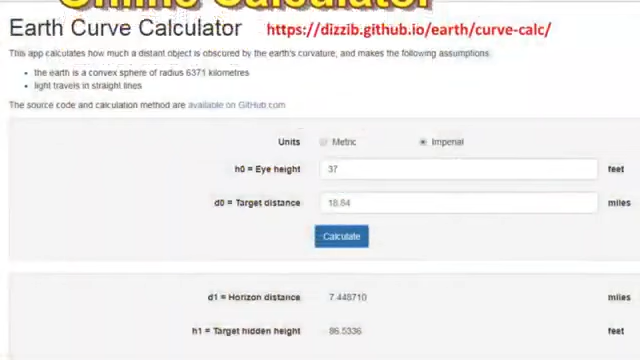 Online Calculator
Earth Curve Calculator https://dizzib.github.io/earth/curve-calc/
This app calculates how much a distant object is obscured by the earth's curvature, and makes the following assumptions:
the earth is a convex sphere of radius 6371 kilometres
light travels in straight lines
The source code and calculation method are available on GitHub.com
Units Metric Imperial
h0 = Eye height 37 feet
d0 = Target distance 18.84 miles
Calculate
d1 = Horizon distance 7.448710 miles
h1 = Target hidden height 86.5336 feet